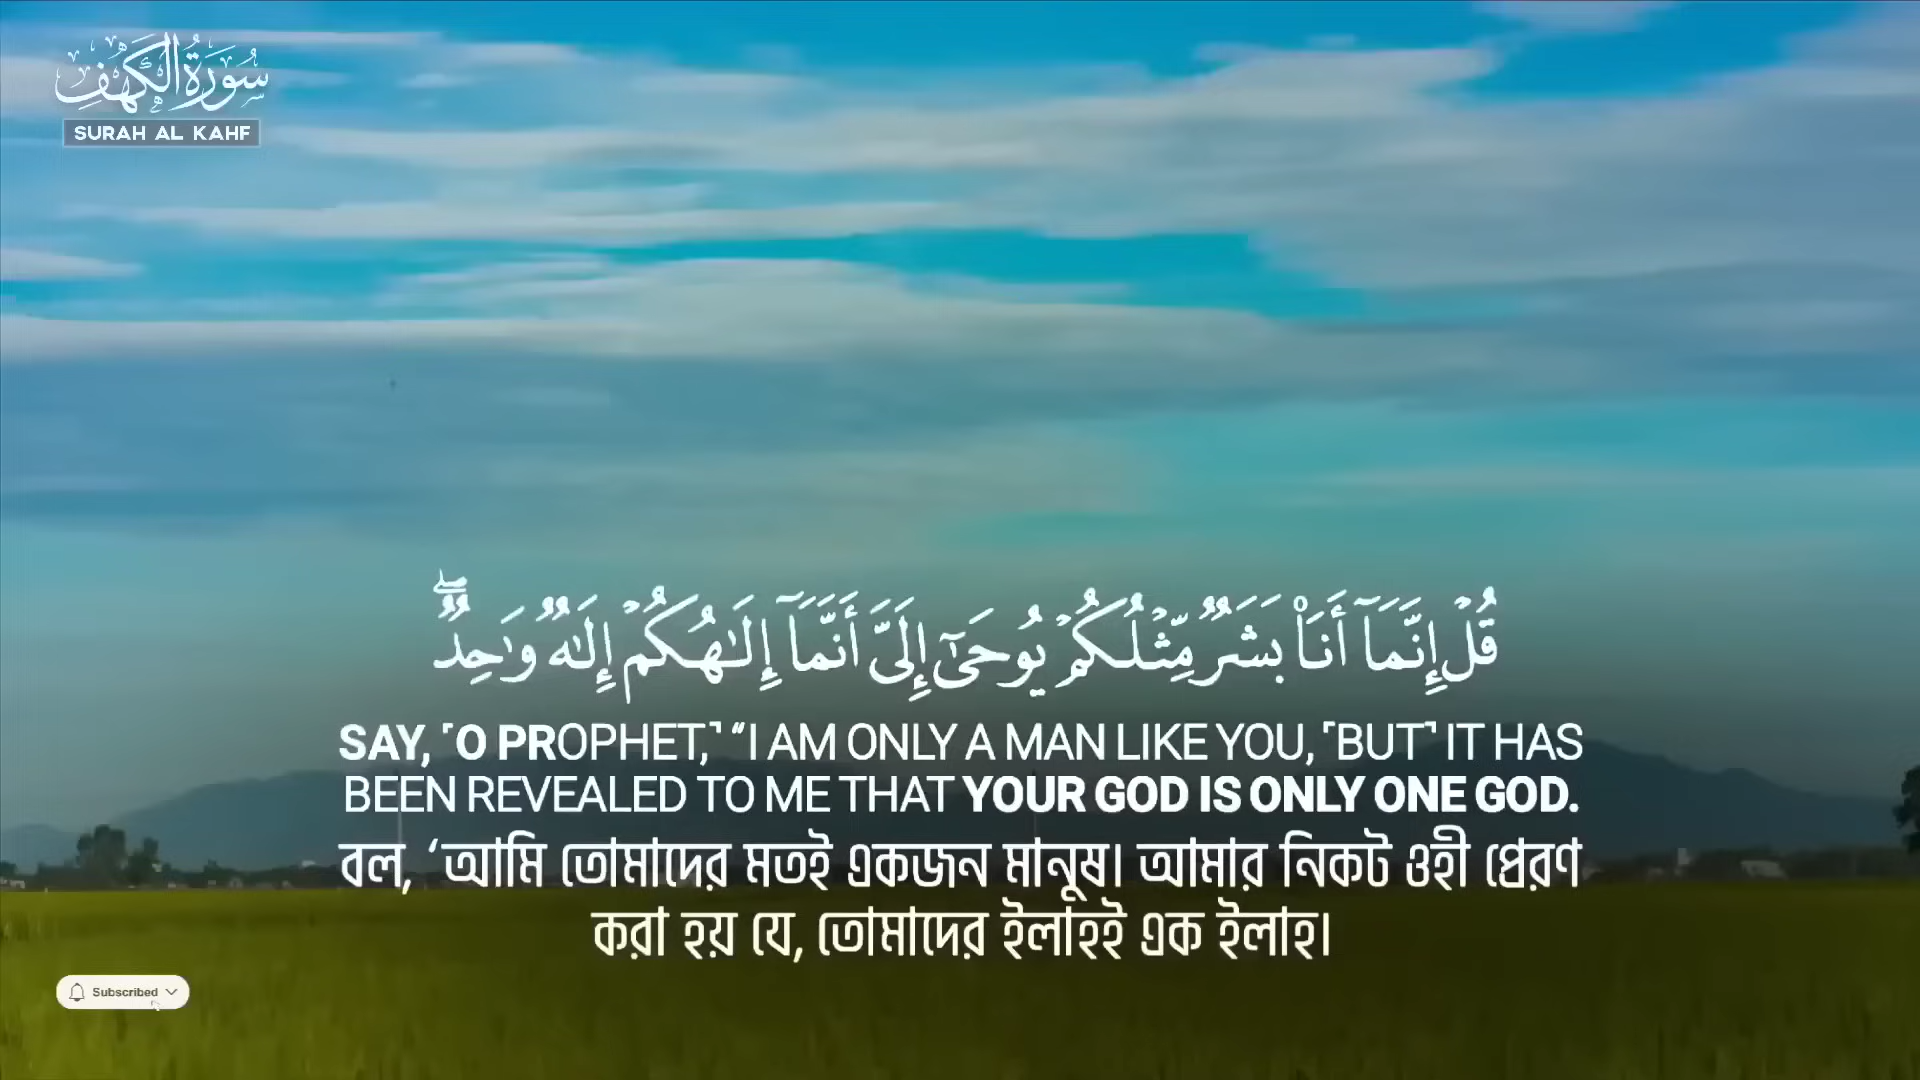 سُورَةُ الْكَهْفِ
SURAH AL KAHF
قُلۡ إِنَّمَآ أَنَا۠ بَشَرٞ مِّثۡلُكُمۡ يُوحَىٰٓ إِلَيَّ أَنَّمَآ إِلَٰهُكُمۡ إِلَٰهٞ وَٰحِدٞۖ
SAY, ˹O PROPHET,˺ “I AM ONLY A MAN LIKE YOU, ˹BUT˺ IT HAS
BEEN REVEALED TO ME THAT YOUR GOD IS ONLY ONE GOD.
বল, ‘আমি তোমাদের মতই একজন মানুষ। আমার নিকট ওহী প্রেরণ
করা হয় যে, তোমাদের ইলাহই এক ইলাহ।
Subscribed